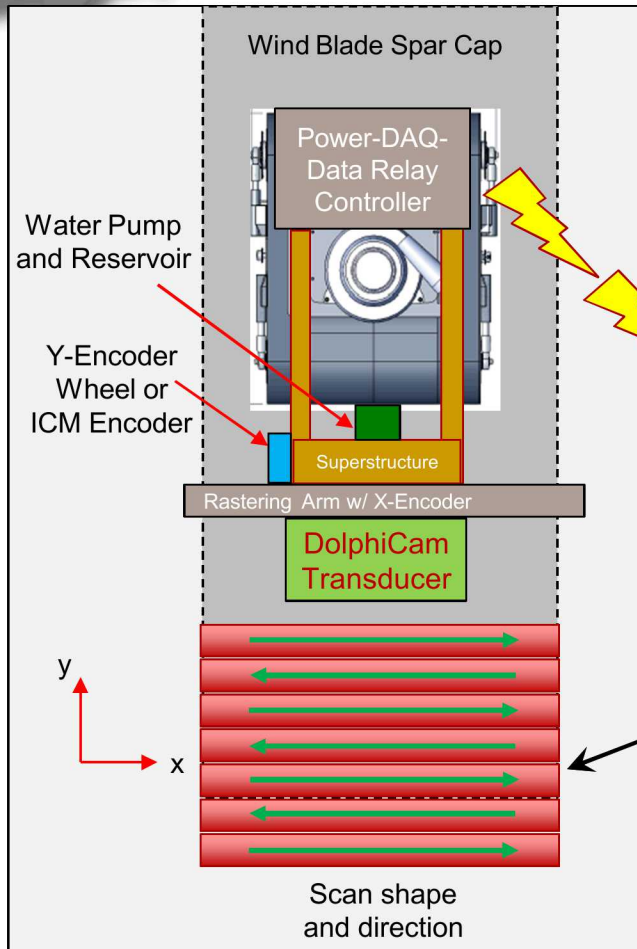 Wind Blade Spar Cap
Power-DAQ-
Data Relay
Controller
Water Pump
and Reservoir
Y-Encoder
Wheel or
ICM Encoder
Superstructure
Rastering Arm w/ X-Encoder
DolphiCam
Transducer
y
x
Scan shape
and direction